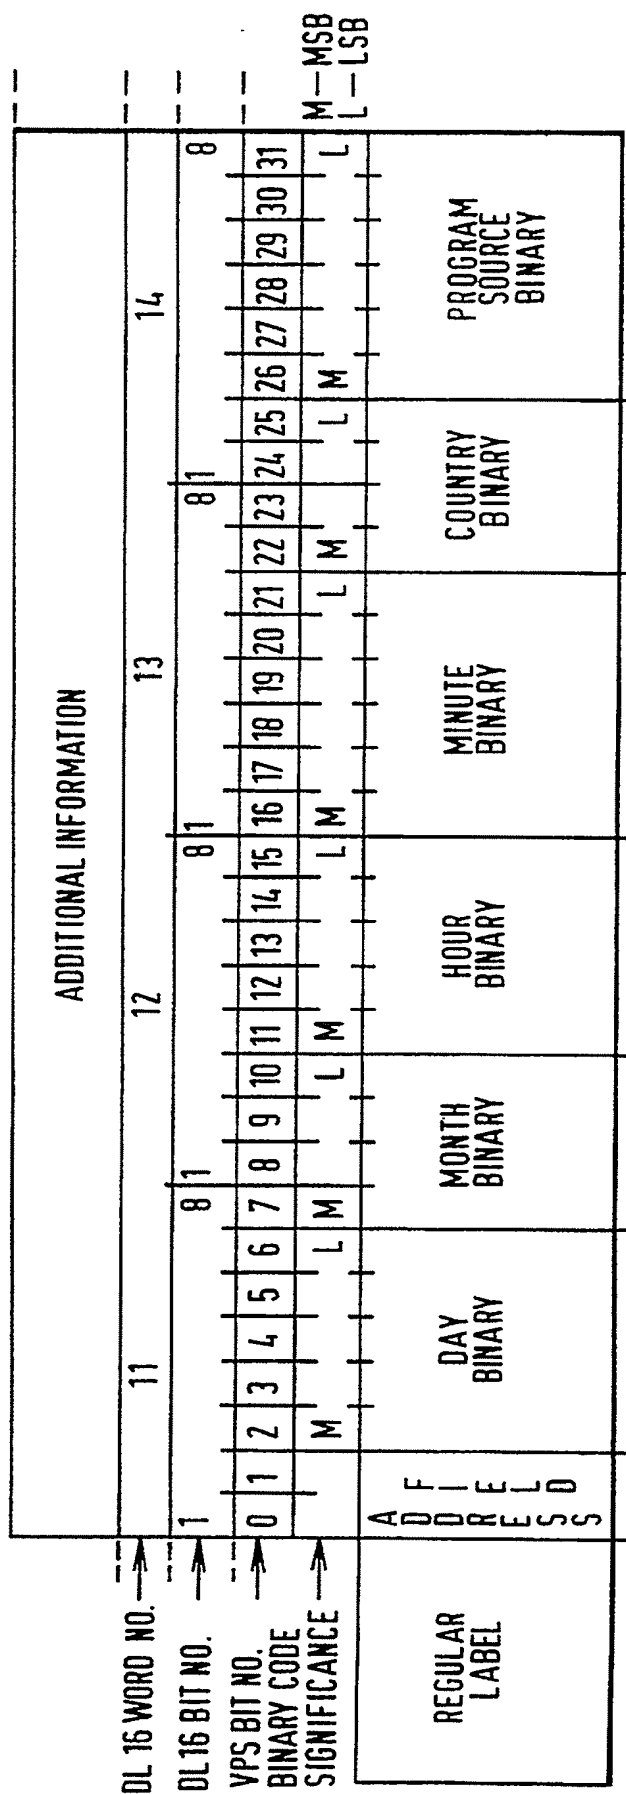 ADDITIONAL INFORMATION
DL 16 WORD NO. 11 12 13 14
DL16 BIT NO. 1 8 1 8 1 8 1 8
VPS BIT NO. 0 1 2 3 4 5 6 7 8 9 10 11 12 13 14 15 16 17 18 19 20 21 22 23 24 25 26 27 28 29 30 31
BINARY CODE
SIGNIFICANCE M L M L M L M L M L M L
M—MSB
L—LSB
REGULAR
LABEL
ADDRESS
FIELD
DAY
BINARY
MONTH
BINARY
HOUR
BINARY
MINUTE
BINARY
COUNTRY
BINARY
PROGRAM
SOURCE
BINARY